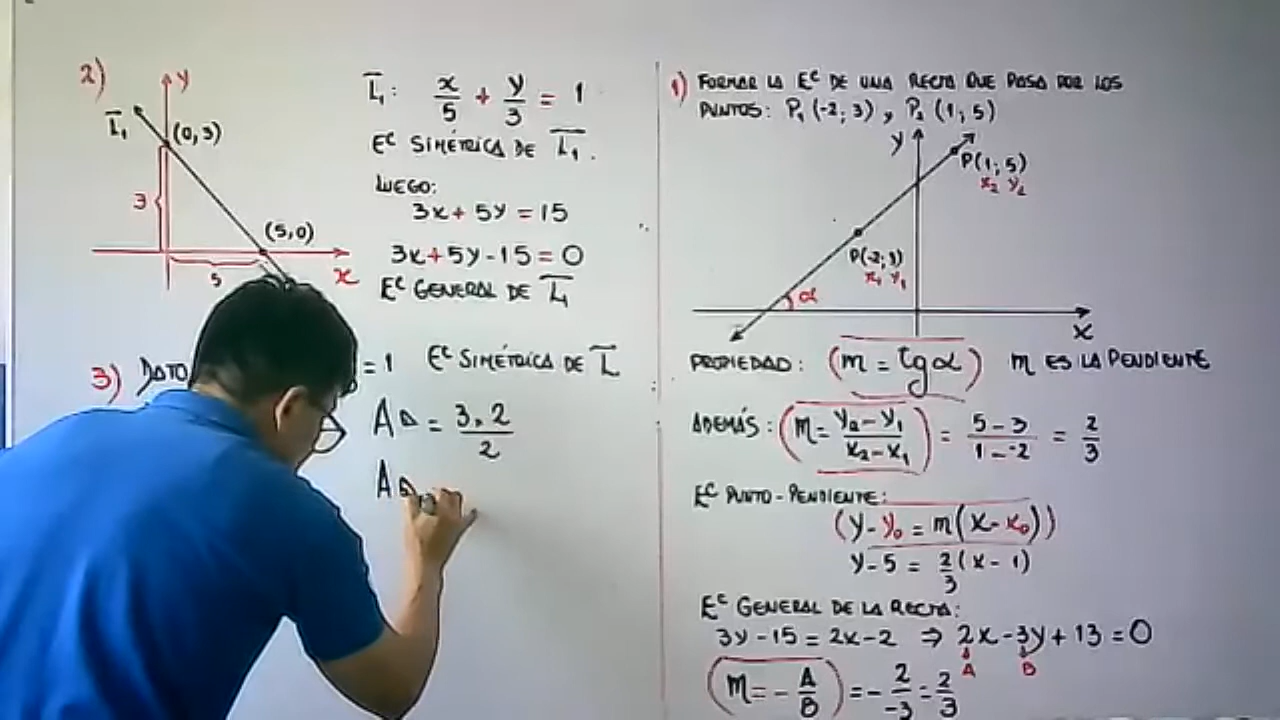 2)
y
L₁
(0,3)
3
(5,0)
5
x
L₁: x/5 + y/3 = 1
Eᶜ SIMÉTRICA DE L₁.
LUEGO:
3x + 5y = 15
3x+5y-15=0
Eᶜ GENERAL DE L₁
3) DATO
=1 Eᶜ SIMÉTRICA DE L
A△ = 3.2/2
A△
1) FORMAR LA Eᶜ DE UNA RECTA QUE PASA POR LOS
PUNTOS: P₁(-2;3) y P₂(1;5)
y
P(1;5)
x₂ y₂
P(-2;3)
x₁ y₁
α
x
PROPIEDAD: (m = tgα) m ES LA PENDIENTE
ADEMÁS: (m = y₂-y₁/x₂-x₁) = 5-3/1--2 = 2/3
Eᶜ PUNTO-PENDIENTE:
(y-y₀ = m(x-x₀))
y-5 = 2/3(x-1)
Eᶜ GENERAL DE LA RECTA:
3y-15 = 2x-2 ⇒ 2x-3y+13=0
A B
(m = -A/B) = -2/-3 = 2/3